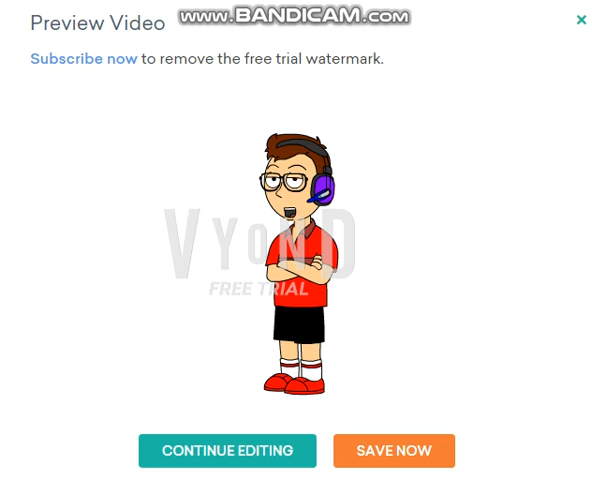 Preview Video
www.BANDICAM.com
Subscribe now to remove the free trial watermark.
VYOND
FREE TRIAL
CONTINUE EDITING
SAVE NOW